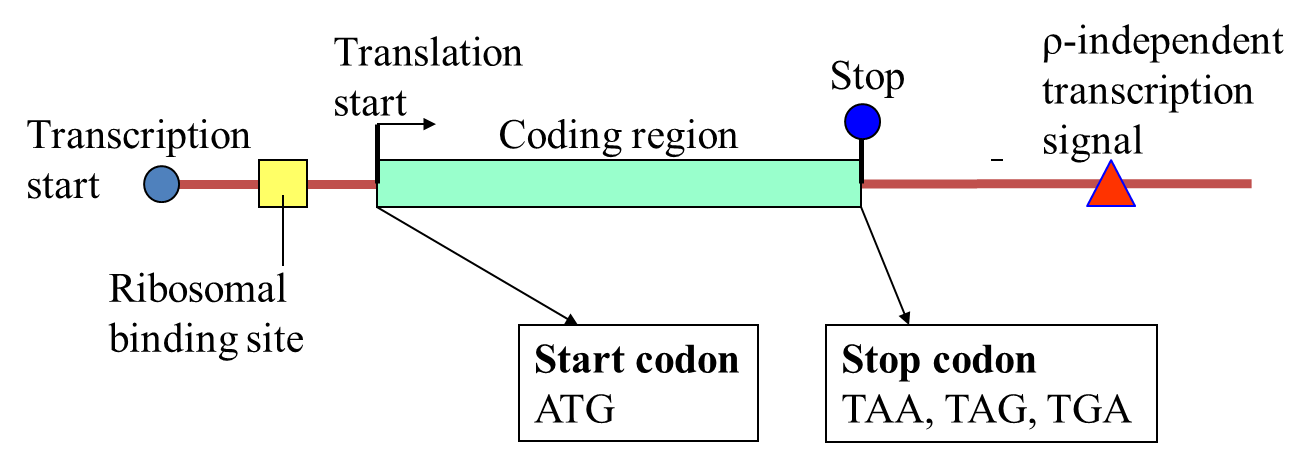 Transcription
start
Ribosomal
binding site
Translation
start
Coding region
Stop
ρ-independent
transcription
signal
Start codon
ATG
Stop codon
TAA, TAG, TGA